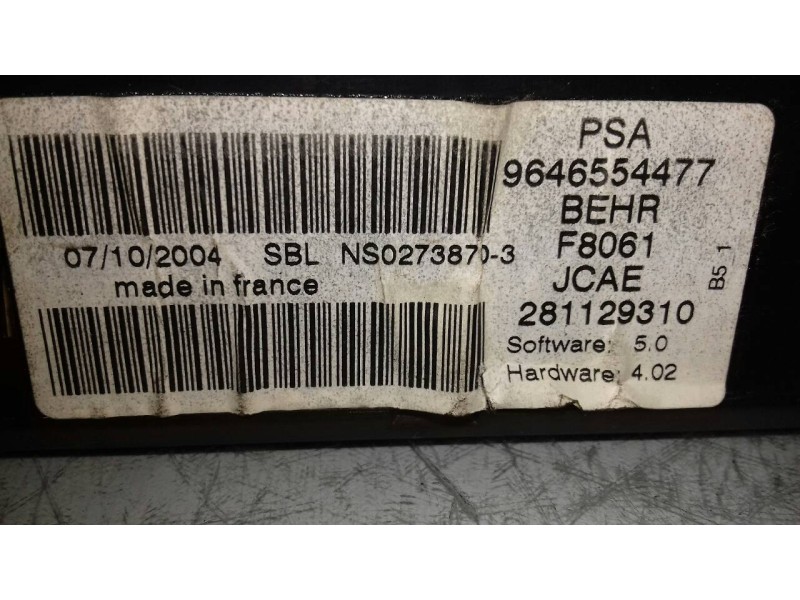 07/10/2004 SBL NS0273870-3
made in france
PSA
9646554477
BEHR
F8061
JCAE
281129310
Software: 5.0
Hardware: 4.02
B5 1